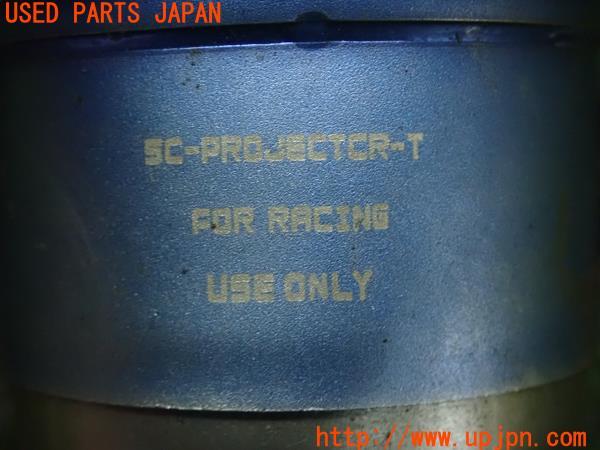 USED PARTS JAPAN
SC-PROJECTCR-T
FOR RACING
USE ONLY
http://www.upjpn.com